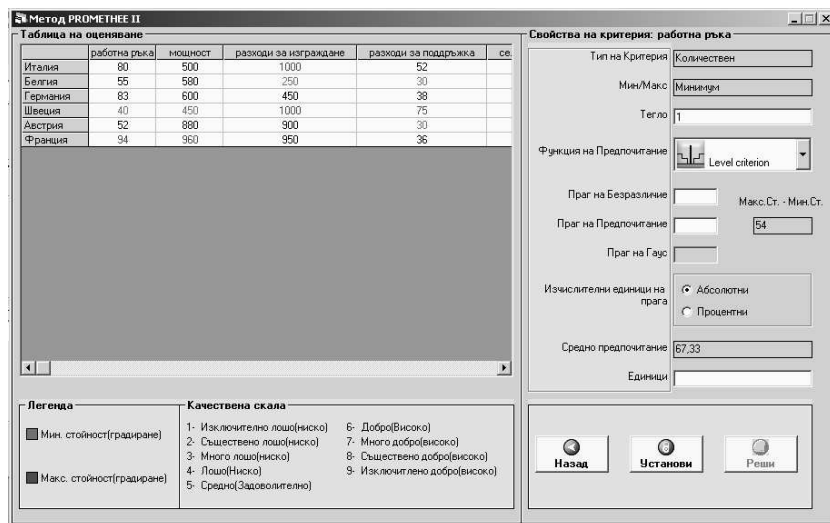 Метод PROMETHEE II
Таблица на оценяване
работна ръка мощност разходи за изграждане разходи за поддръжка се.
Италия 80 500 1000 52
Белгия 55 580 250 30
Германия 83 600 450 38
Швеция 40 450 1000 75
Австрия 52 880 900 30
Франция 94 960 950 36
Легенда
Мин. стойност(градиране)
Макс. стойност(градиране)
Качествена скала
1- Изключително лошо(ниско)
2- Съществено лошо(ниско)
3- Много лошо(ниско)
4- Лошо(Ниско)
5- Средно(Задоволително)
6- Добро(Високо)
7- Много добро(високо)
8- Съществено добро(високо)
9- Изключитлено добро(високо)
Свойства на критерия: работна ръка
Тип на Критерия Количествен
Мин/Макс Минимум
Тегло 1
Функция на Предпочитание Level criterion
Праг на Безразличие
Макс.Ст. - Мин.Ст.
Праг на Предпочитание 54
Праг на Гаус
Изчислителни единици на
прага
Абсолютни
Процентни
Средно предпочитание 67,33
Единици
Назад Установи Реши